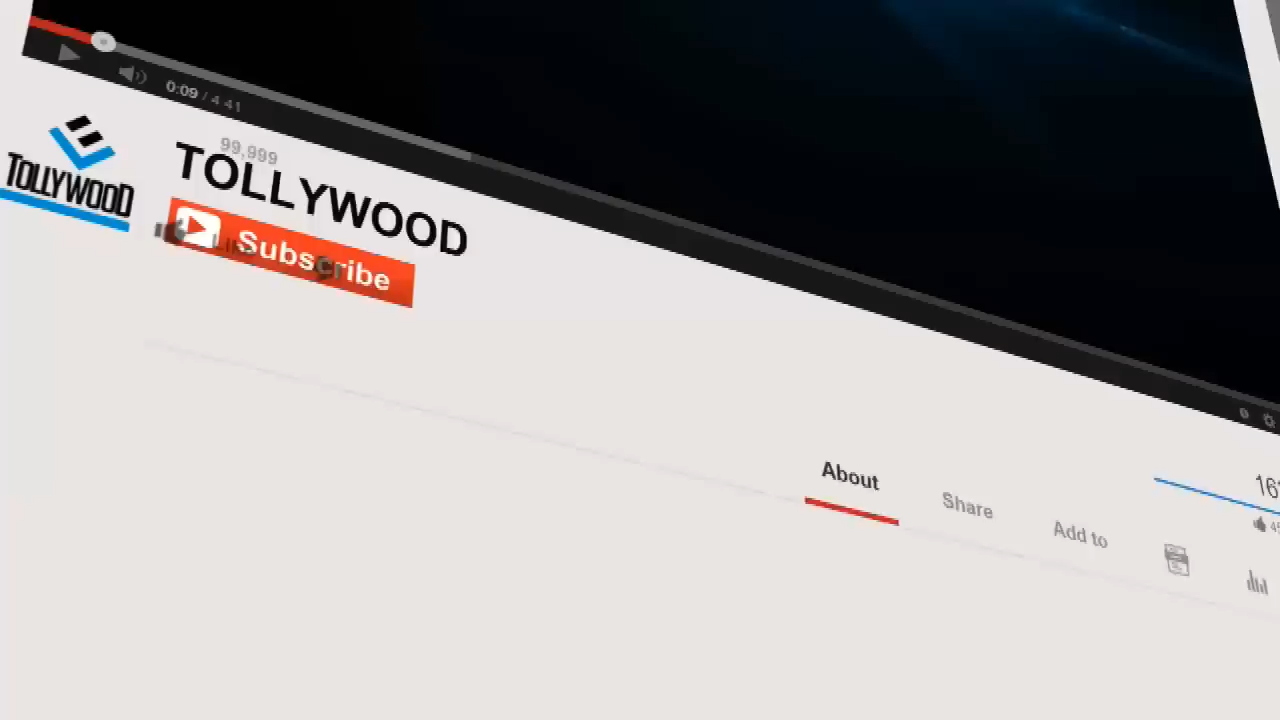 0:09 / 4:41
99,999
TOLLYWOOD
TOLLYWOOD
Subscribe
About
Share
Add to